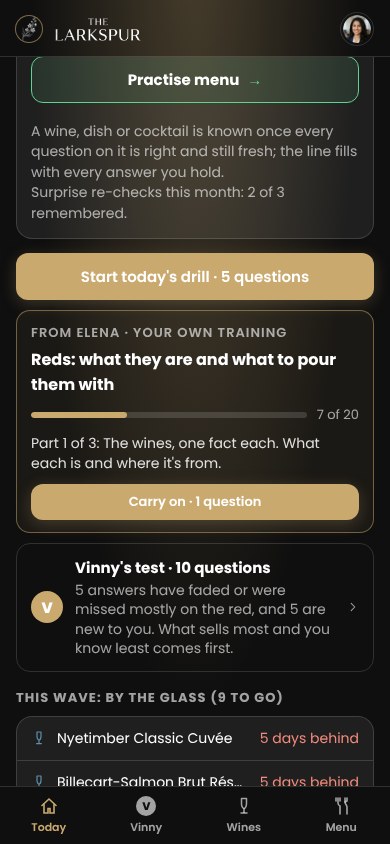 THE
LARKSPUR
Practise menu →
A wine, dish or cocktail is known once every
question on it is right and still fresh; the line fills
with every answer you hold.
Surprise re-checks this month: 2 of 3
remembered.
Start today's drill · 5 questions
FROM ELENA · YOUR OWN TRAINING
Reds: what they are and what to pour
them with
7 of 20
Part 1 of 3: The wines, one fact each. What
each is and where it's from.
Carry on · 1 question
Vinny's test · 10 questions
V
5 answers have faded or were
missed mostly on the red, and 5 are
new to you. What sells most and you
know least comes first.
THIS WAVE: BY THE GLASS (9 TO GO)
Nyetimber Classic Cuvée 5 days behind
Billecart-Salmon Brut Rés... 5 days behind
Today
V
Vinny
Wines
Menu